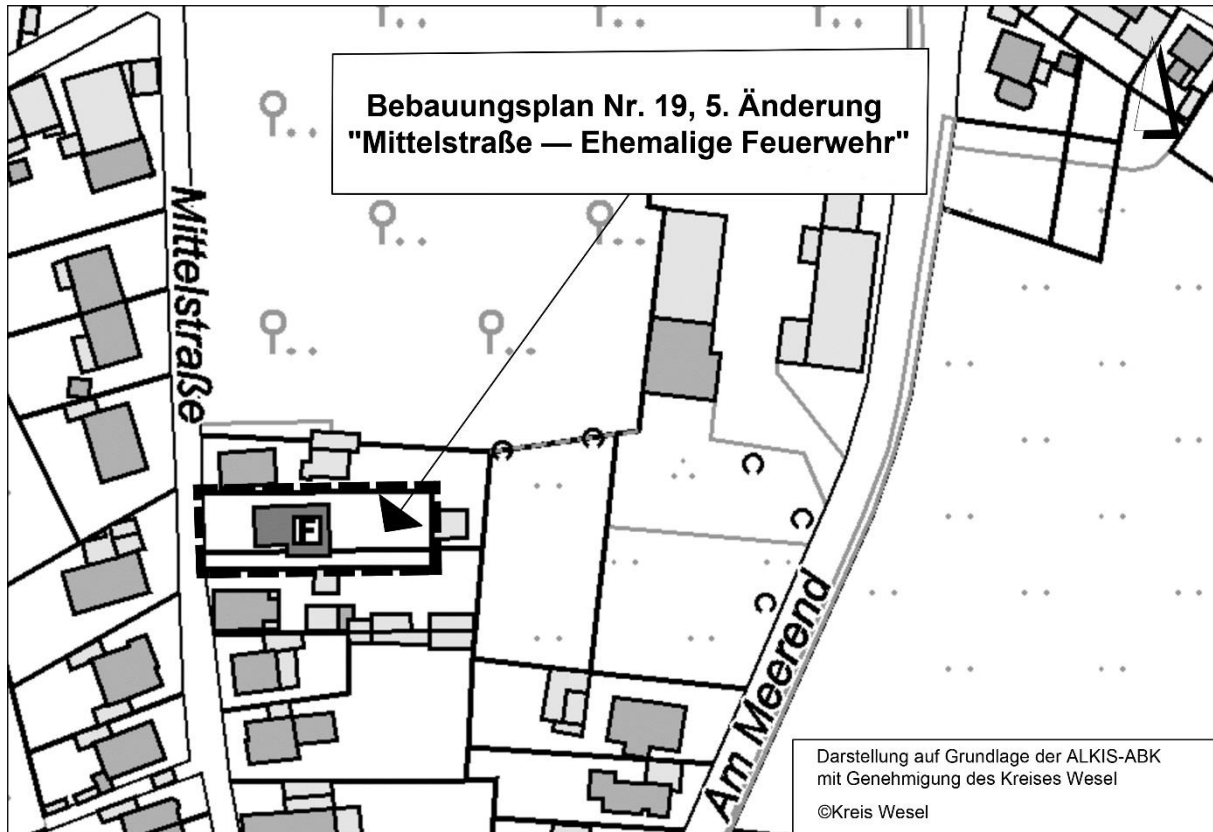 Bebauungsplan Nr. 19, 5. Änderung
"Mittelstraße — Ehemalige Feuerwehr"
Mittelstraße
F
Am Meerend
Darstellung auf Grundlage der ALKIS-ABK
mit Genehmigung des Kreises Wesel
©Kreis Wesel